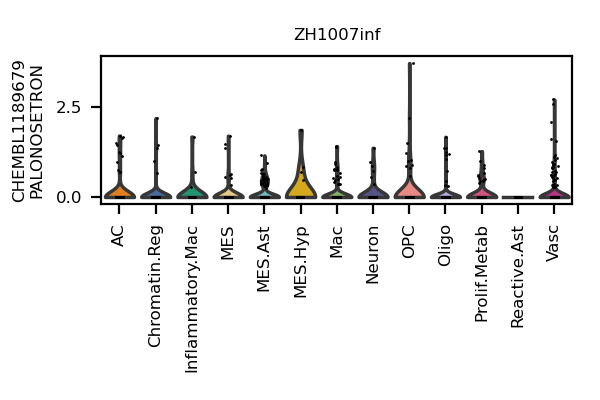 ZH1007inf
CHEMBL1189679
PALONOSETRON
2.5
0.0
AC
Chromatin.Reg
Inflammatory.Mac
MES
MES.Ast
MES.Hyp
Mac
Neuron
OPC
Oligo
Prolif.Metab
Reactive.Ast
Vasc